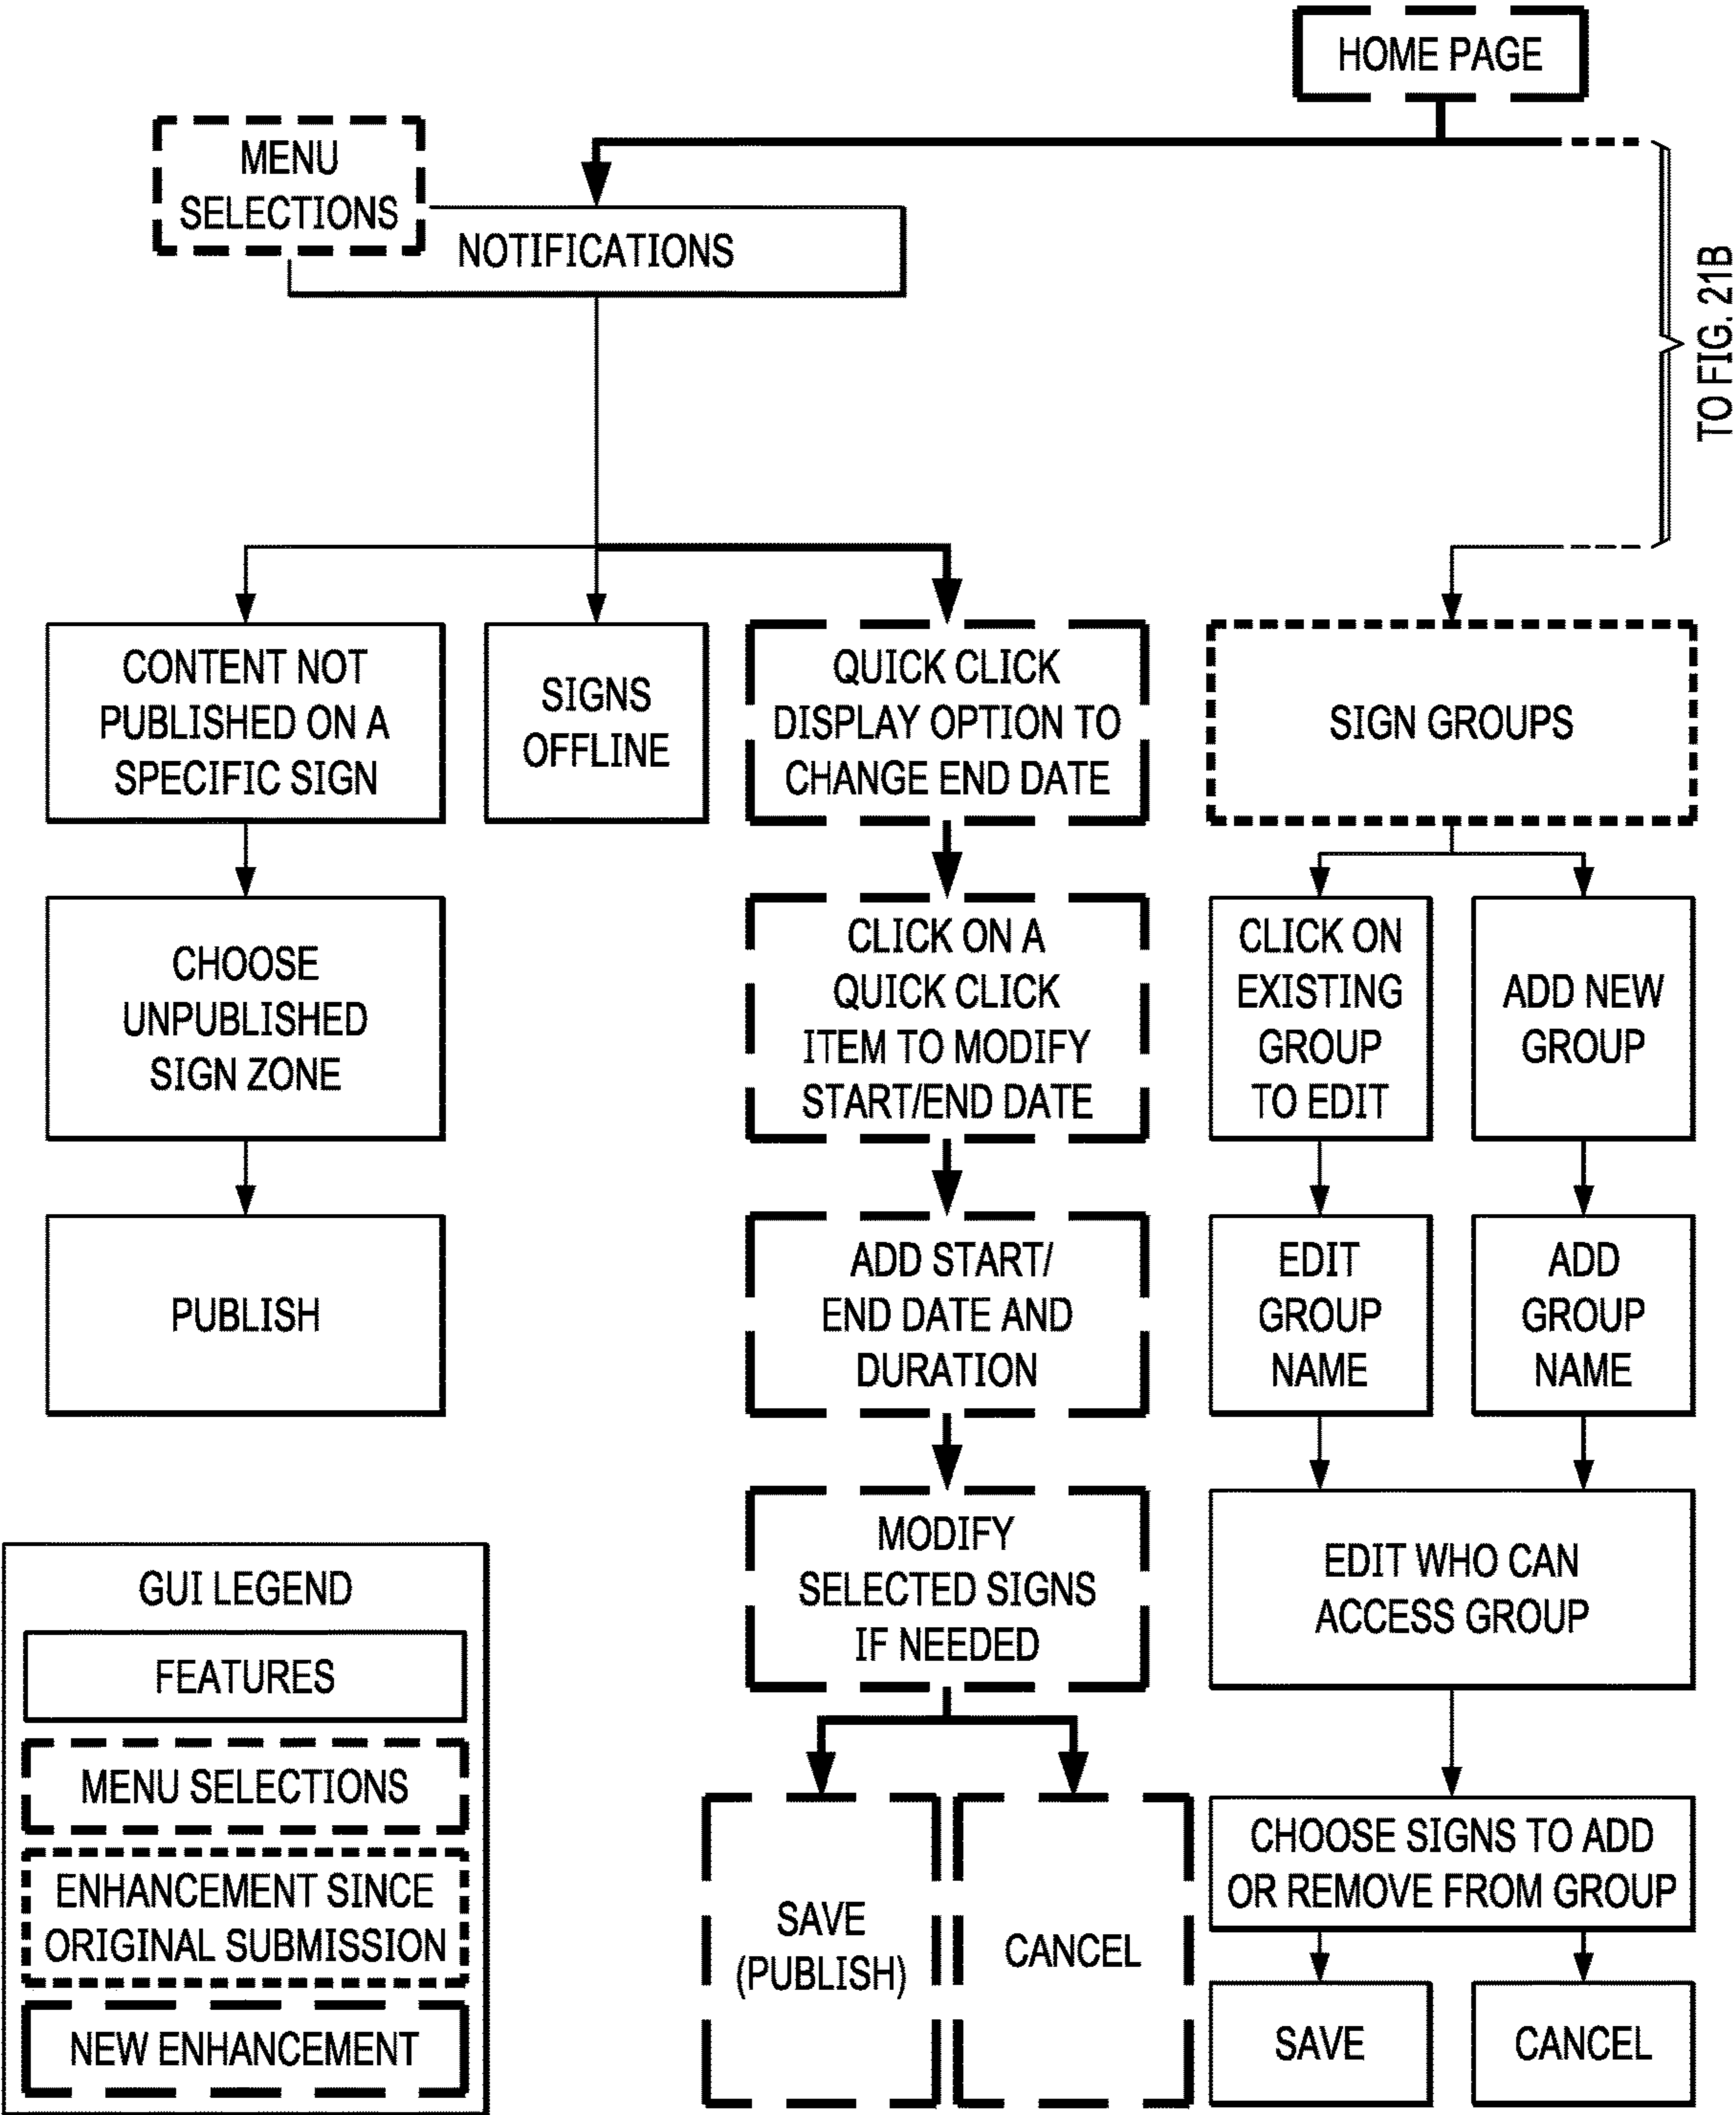 HOME PAGE
MENU
SELECTIONS
NOTIFICATIONS
TO FIG. 21B
CONTENT NOT
PUBLISHED ON A
SPECIFIC SIGN
SIGNS
OFFLINE
QUICK CLICK
DISPLAY OPTION TO
CHANGE END DATE
SIGN GROUPS
CHOOSE
UNPUBLISHED
SIGN ZONE
CLICK ON A
QUICK CLICK
ITEM TO MODIFY
START/END DATE
CLICK ON
EXISTING
GROUP
TO EDIT
ADD NEW
GROUP
PUBLISH
ADD START/
END DATE AND
DURATION
EDIT
GROUP
NAME
ADD
GROUP
NAME
MODIFY
SELECTED SIGNS
IF NEEDED
EDIT WHO CAN
ACCESS GROUP
SAVE
(PUBLISH)
CANCEL
CHOOSE SIGNS TO ADD
OR REMOVE FROM GROUP
SAVE
CANCEL
GUI LEGEND
FEATURES
MENU SELECTIONS
ENHANCEMENT SINCE
ORIGINAL SUBMISSION
NEW ENHANCEMENT